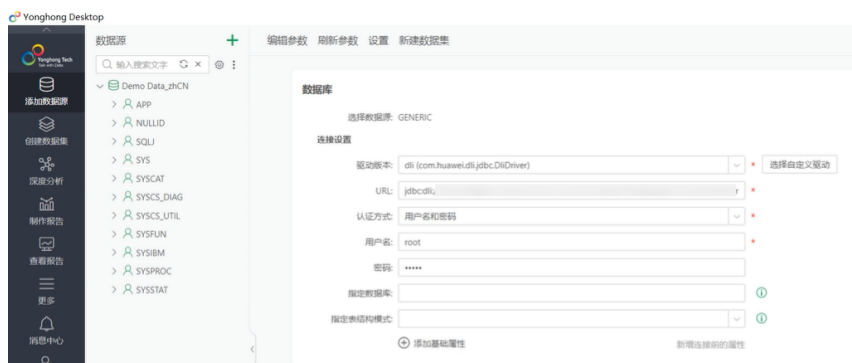 Yonghong Desktop
Yonghong Tech
添加数据源
创建数据集
深度分析
制作报告
查看报告
更多
消息中心
数据源
输入搜索文字
Demo Data_zhCN
APP
NULLID
SQLJ
SYS
SYSCAT
SYSCS_DIAG
SYSCS_UTIL
SYSFUN
SYSIBM
SYSPROC
SYSSTAT
编辑参数 刷新参数 设置 新建数据集
数据库
选择数据源: GENERIC
连接设置
驱动版本: dli (com.huawei.dli.jdbc.DliDriver) * 选择自定义驱动
URL: jdbc:dli: *
认证方式: 用户名和密码 *
用户名: root *
密码: •••••
指定数据库:
指定表结构模式:
添加基础属性 新增连接前的属性